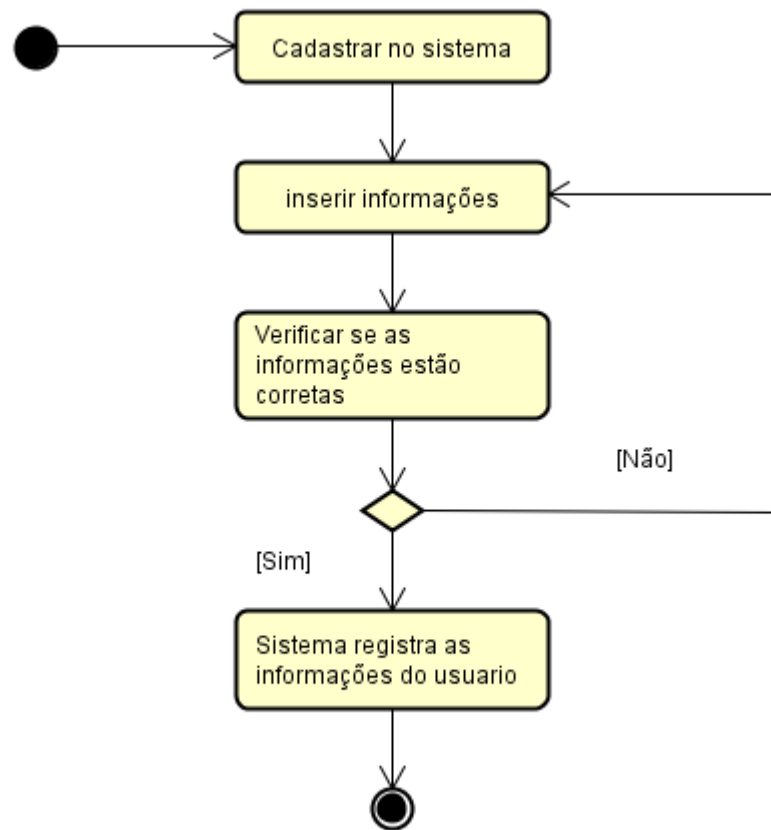 Cadastrar no sistema
inserir informações
Verificar se as
informações estão
corretas
[Não]
[Sim]
Sistema registra as
informações do usuario